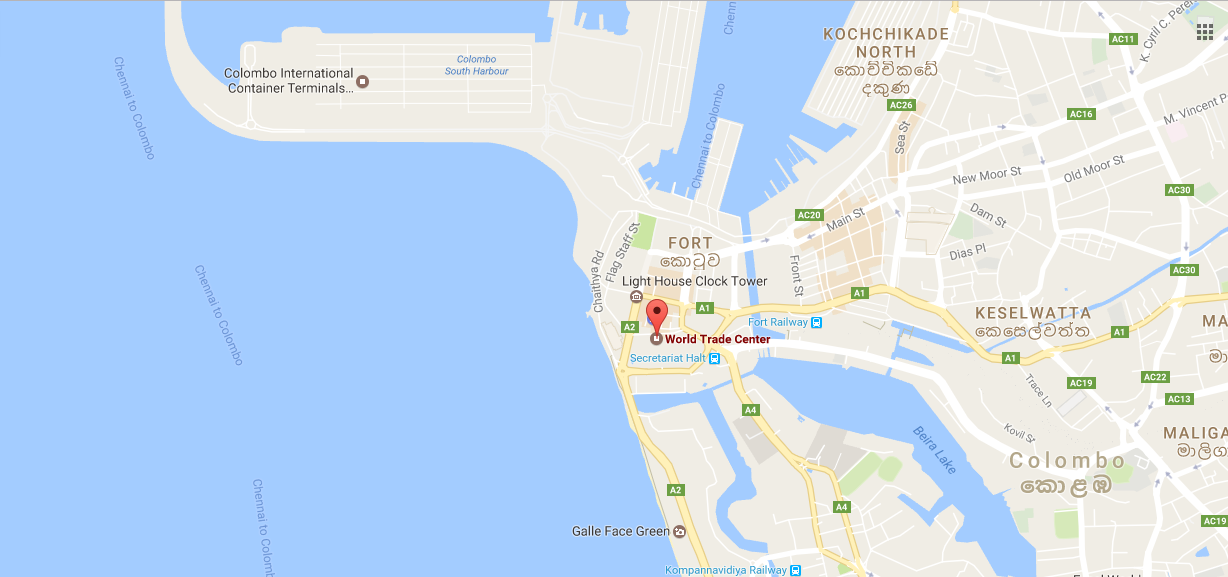 Chennai to Colombo
Colombo International
Container Terminals...
Colombo
South Harbour
Chennai to Colombo
KOCHCHIKADE
NORTH
කොච්චිකඩේ
දකුණ
AC11
K. Cyril C. Perer
AC26
AC16
M. Vincent P
Sea St
New Moor St
Old Moor St
AC30
AC20
Main St
Dam St
Dias Pl
FORT
කොටුව
Flag Staff St
Chaithya Rd
Light House Clock Tower
Front St
AC30
A1
A1
A2
Fort Railway
World Trade Center
Secretariat Halt
KESELWATTA
කෙසෙල්වත්ත
A1
A1
MA
මා
Chennai to Colombo
AC19
AC22
AC13
Trace Ln
A4
Kovil St
MALIGA
මාලිග
Beira Lake
Colombo
කොළඹ
A2
A4
AC19
Galle Face Green
Chennai to Colombo
Kompannavidiya Railway